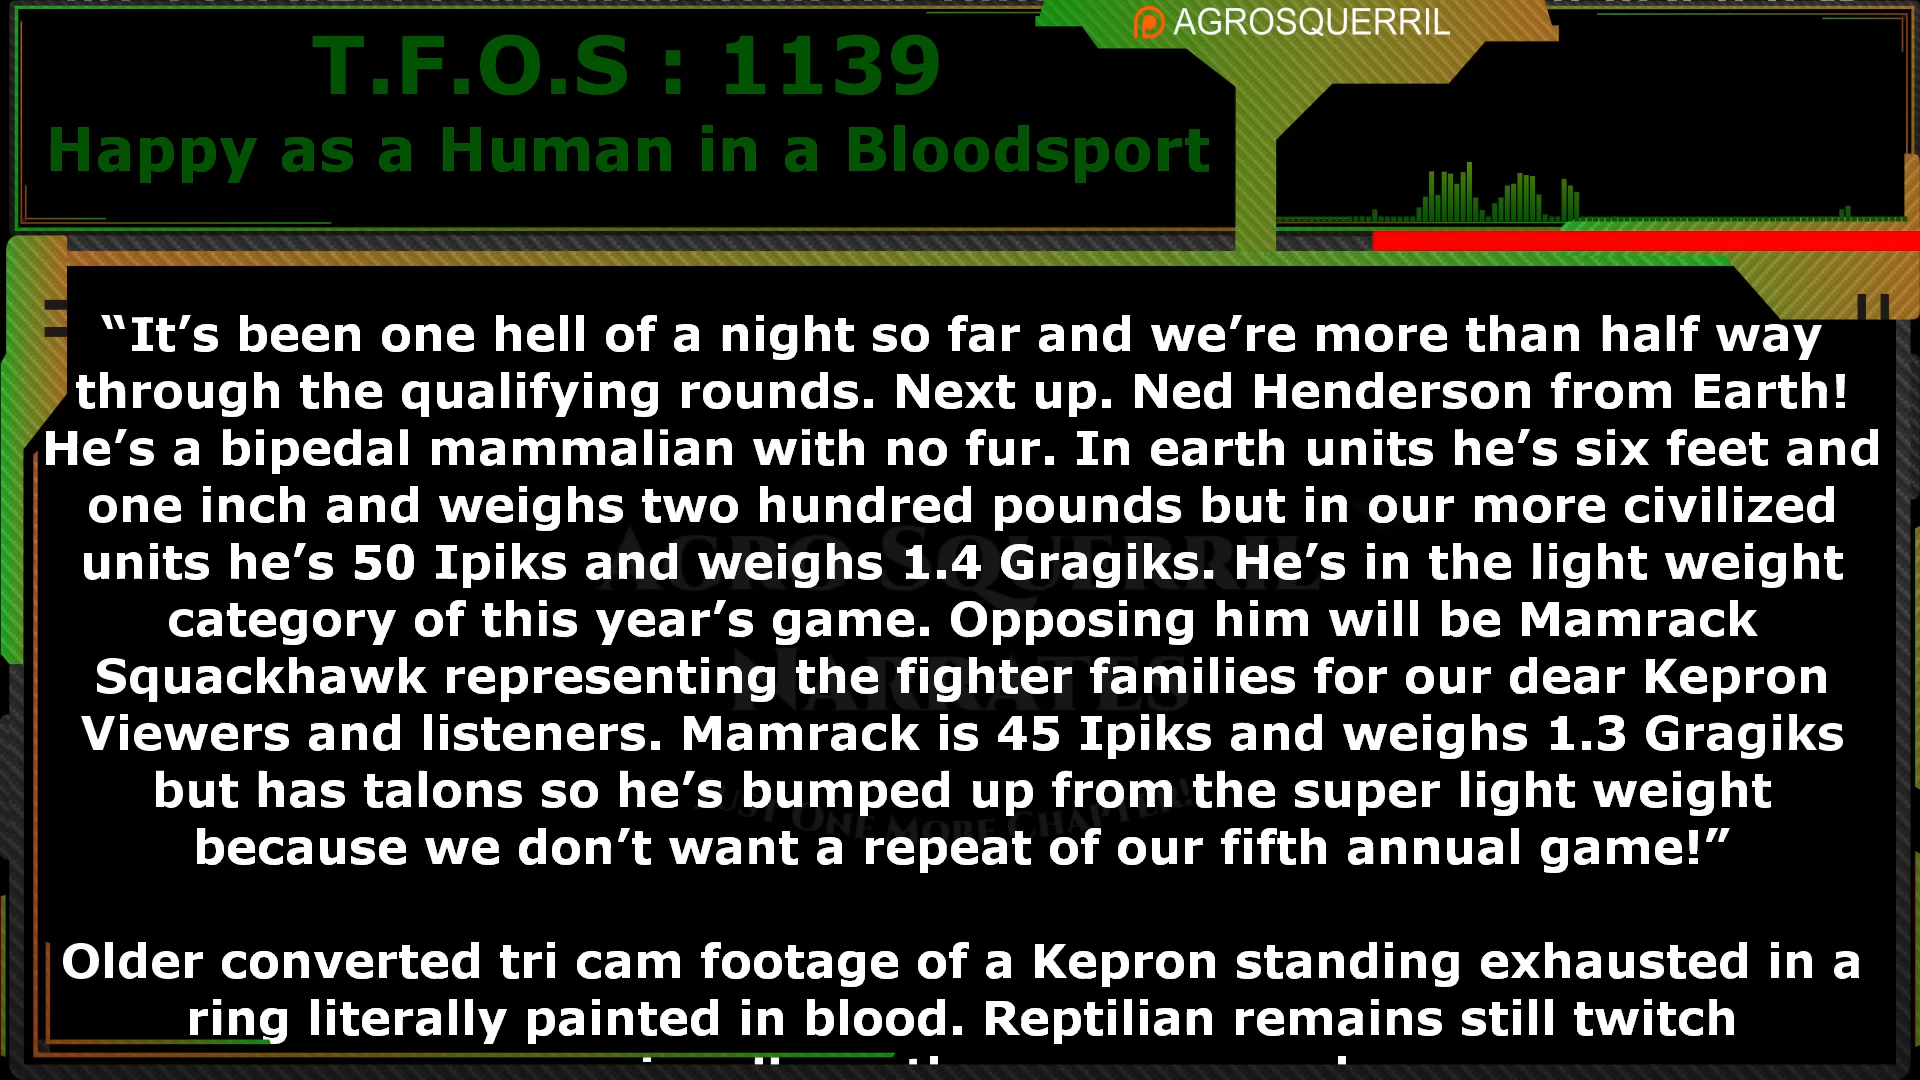 AGROSQUERRIL
T.F.O.S : 1139
Happy as a Human in a Bloodsport
“It’s been one hell of a night so far and we’re more than half way
through the qualifying rounds. Next up. Ned Henderson from Earth!
He’s a bipedal mammalian with no fur. In earth units he’s six feet and
one inch and weighs two hundred pounds but in our more civilized
units he’s 50 Ipiks and weighs 1.4 Gragiks. He’s in the light weight
category of this year’s game. Opposing him will be Mamrack
Squackhawk representing the fighter families for our dear Kepron
Viewers and listeners. Mamrack is 45 Ipiks and weighs 1.3 Gragiks
but has talons so he’s bumped up from the super light weight
because we don’t want a repeat of our fifth annual game!”
Older converted tri cam footage of a Kepron standing exhausted in a
ring literally painted in blood. Reptilian remains still twitch
Agro Squerril
Narrates
Just One More Chapter!